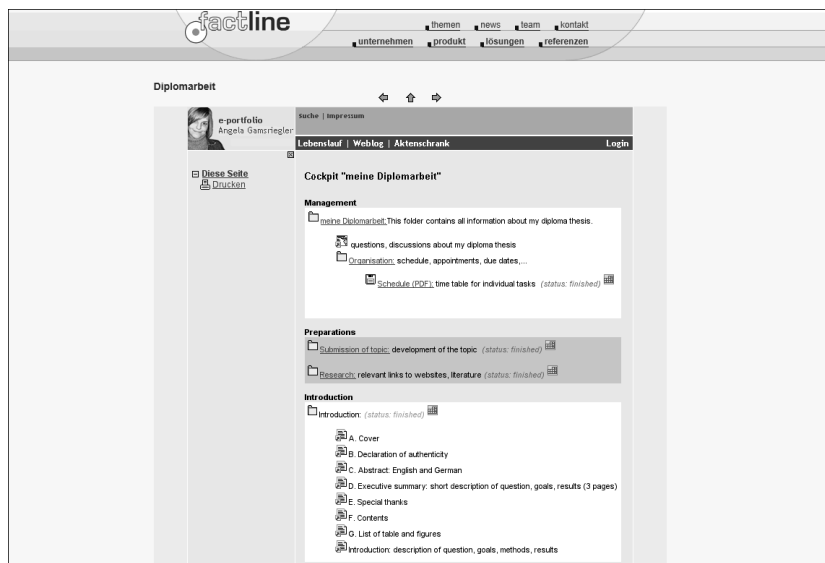 factline
themen news team kontakt
unternehmen produkt lösungen referenzen
Diplomarbeit
e-portfolio
Angela Gamsriegler
Suche | Impressum
Lebenslauf | Weblog | Aktenschrank Login
Diese Seite
Drucken
Cockpit "meine Diplomarbeit"
Management
meine Diplomarbeit:This folder contains all information about my diploma thesis.
questions, discussions about my diploma thesis
Organisation: schedule, appointments, due dates,...
Schedule (PDF): time table for individual tasks (status: finished)
Preparations
Submission of topic: development of the topic (status: finished)
Research: relevant links to websites, literature (status: finished)
Introduction
Introduction: (status: finished)
A. Cover
B. Declaration of authenticity
C. Abstract: English and German
D. Executive summary: short description of question, goals, results (3 pages)
E. Special thanks
F. Contents
G. List of table and figures
Introduction: description of question, goals, methods, results